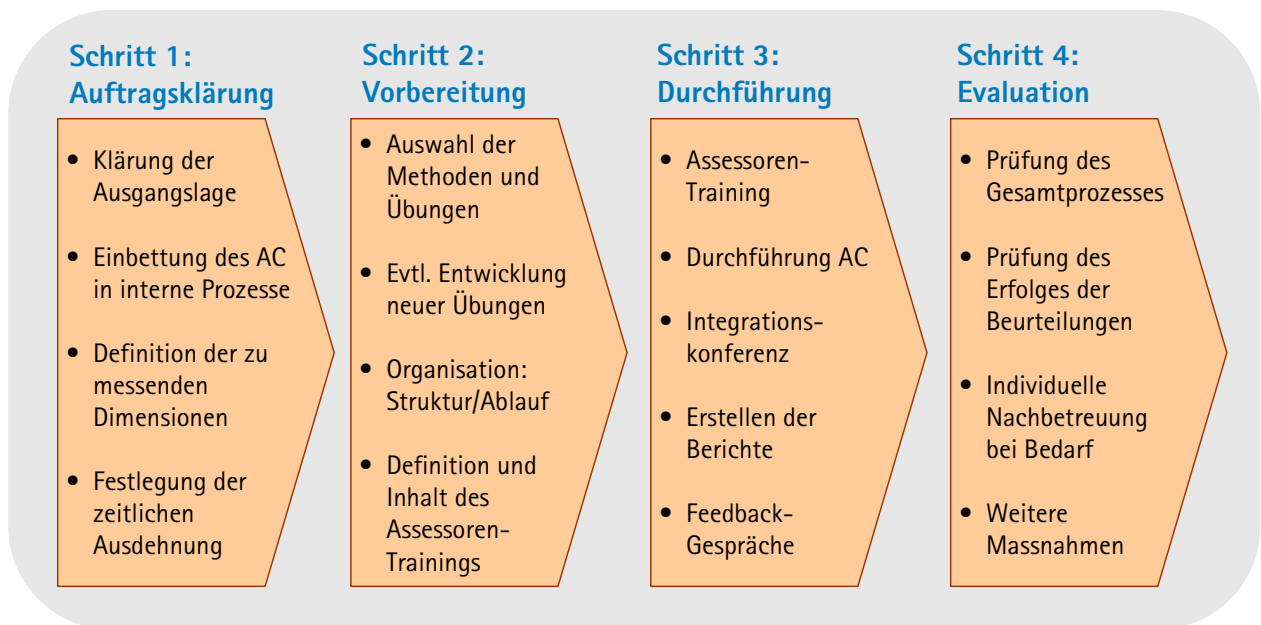 Schritt 1:
Auftragsklärung
• Klärung der
Ausgangslage
• Einbettung des AC
in interne Prozesse
• Definition der zu
messenden
Dimensionen
• Festlegung der
zeitlichen
Ausdehnung
Schritt 2:
Vorbereitung
• Auswahl der
Methoden und
Übungen
• Evtl. Entwicklung
neuer Übungen
• Organisation:
Struktur/Ablauf
• Definition und
Inhalt des
Assessoren-
Trainings
Schritt 3:
Durchführung
• Assessoren-
Training
• Durchführung AC
• Integrations-
konferenz
• Erstellen der
Berichte
• Feedback-
Gespräche
Schritt 4:
Evaluation
• Prüfung des
Gesamtprozesses
• Prüfung des
Erfolges der
Beurteilungen
• Individuelle
Nachbetreuung
bei Bedarf
• Weitere
Massnahmen